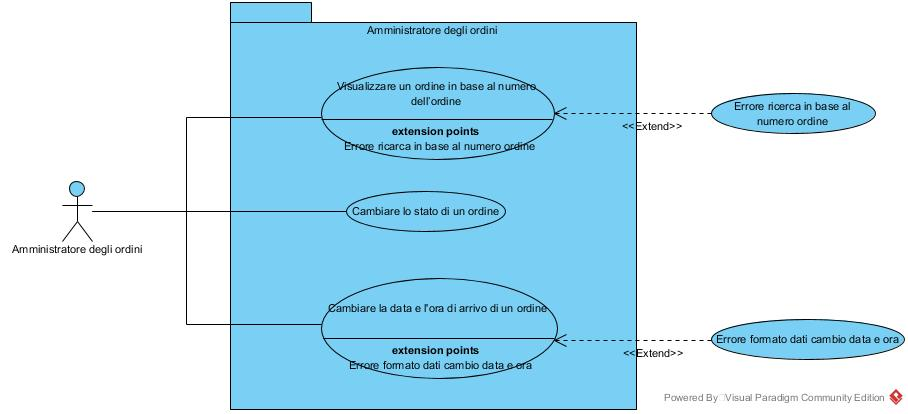 Amministratore degli ordini
Visualizzare un ordine in base al numero
dell'ordine
extension points
Errore ricarca in base al numero ordine
<<Extend>>
Errore ricerca in base al
numero ordine
Cambiare lo stato di un ordine
Amministratore degli ordini
Cambiare la data e l'ora di arrivo di un ordine
extension points
Errore formato dati cambio data e ora
<<Extend>>
Errore formato dati cambio data e ora
Powered By Visual Paradigm Community Edition